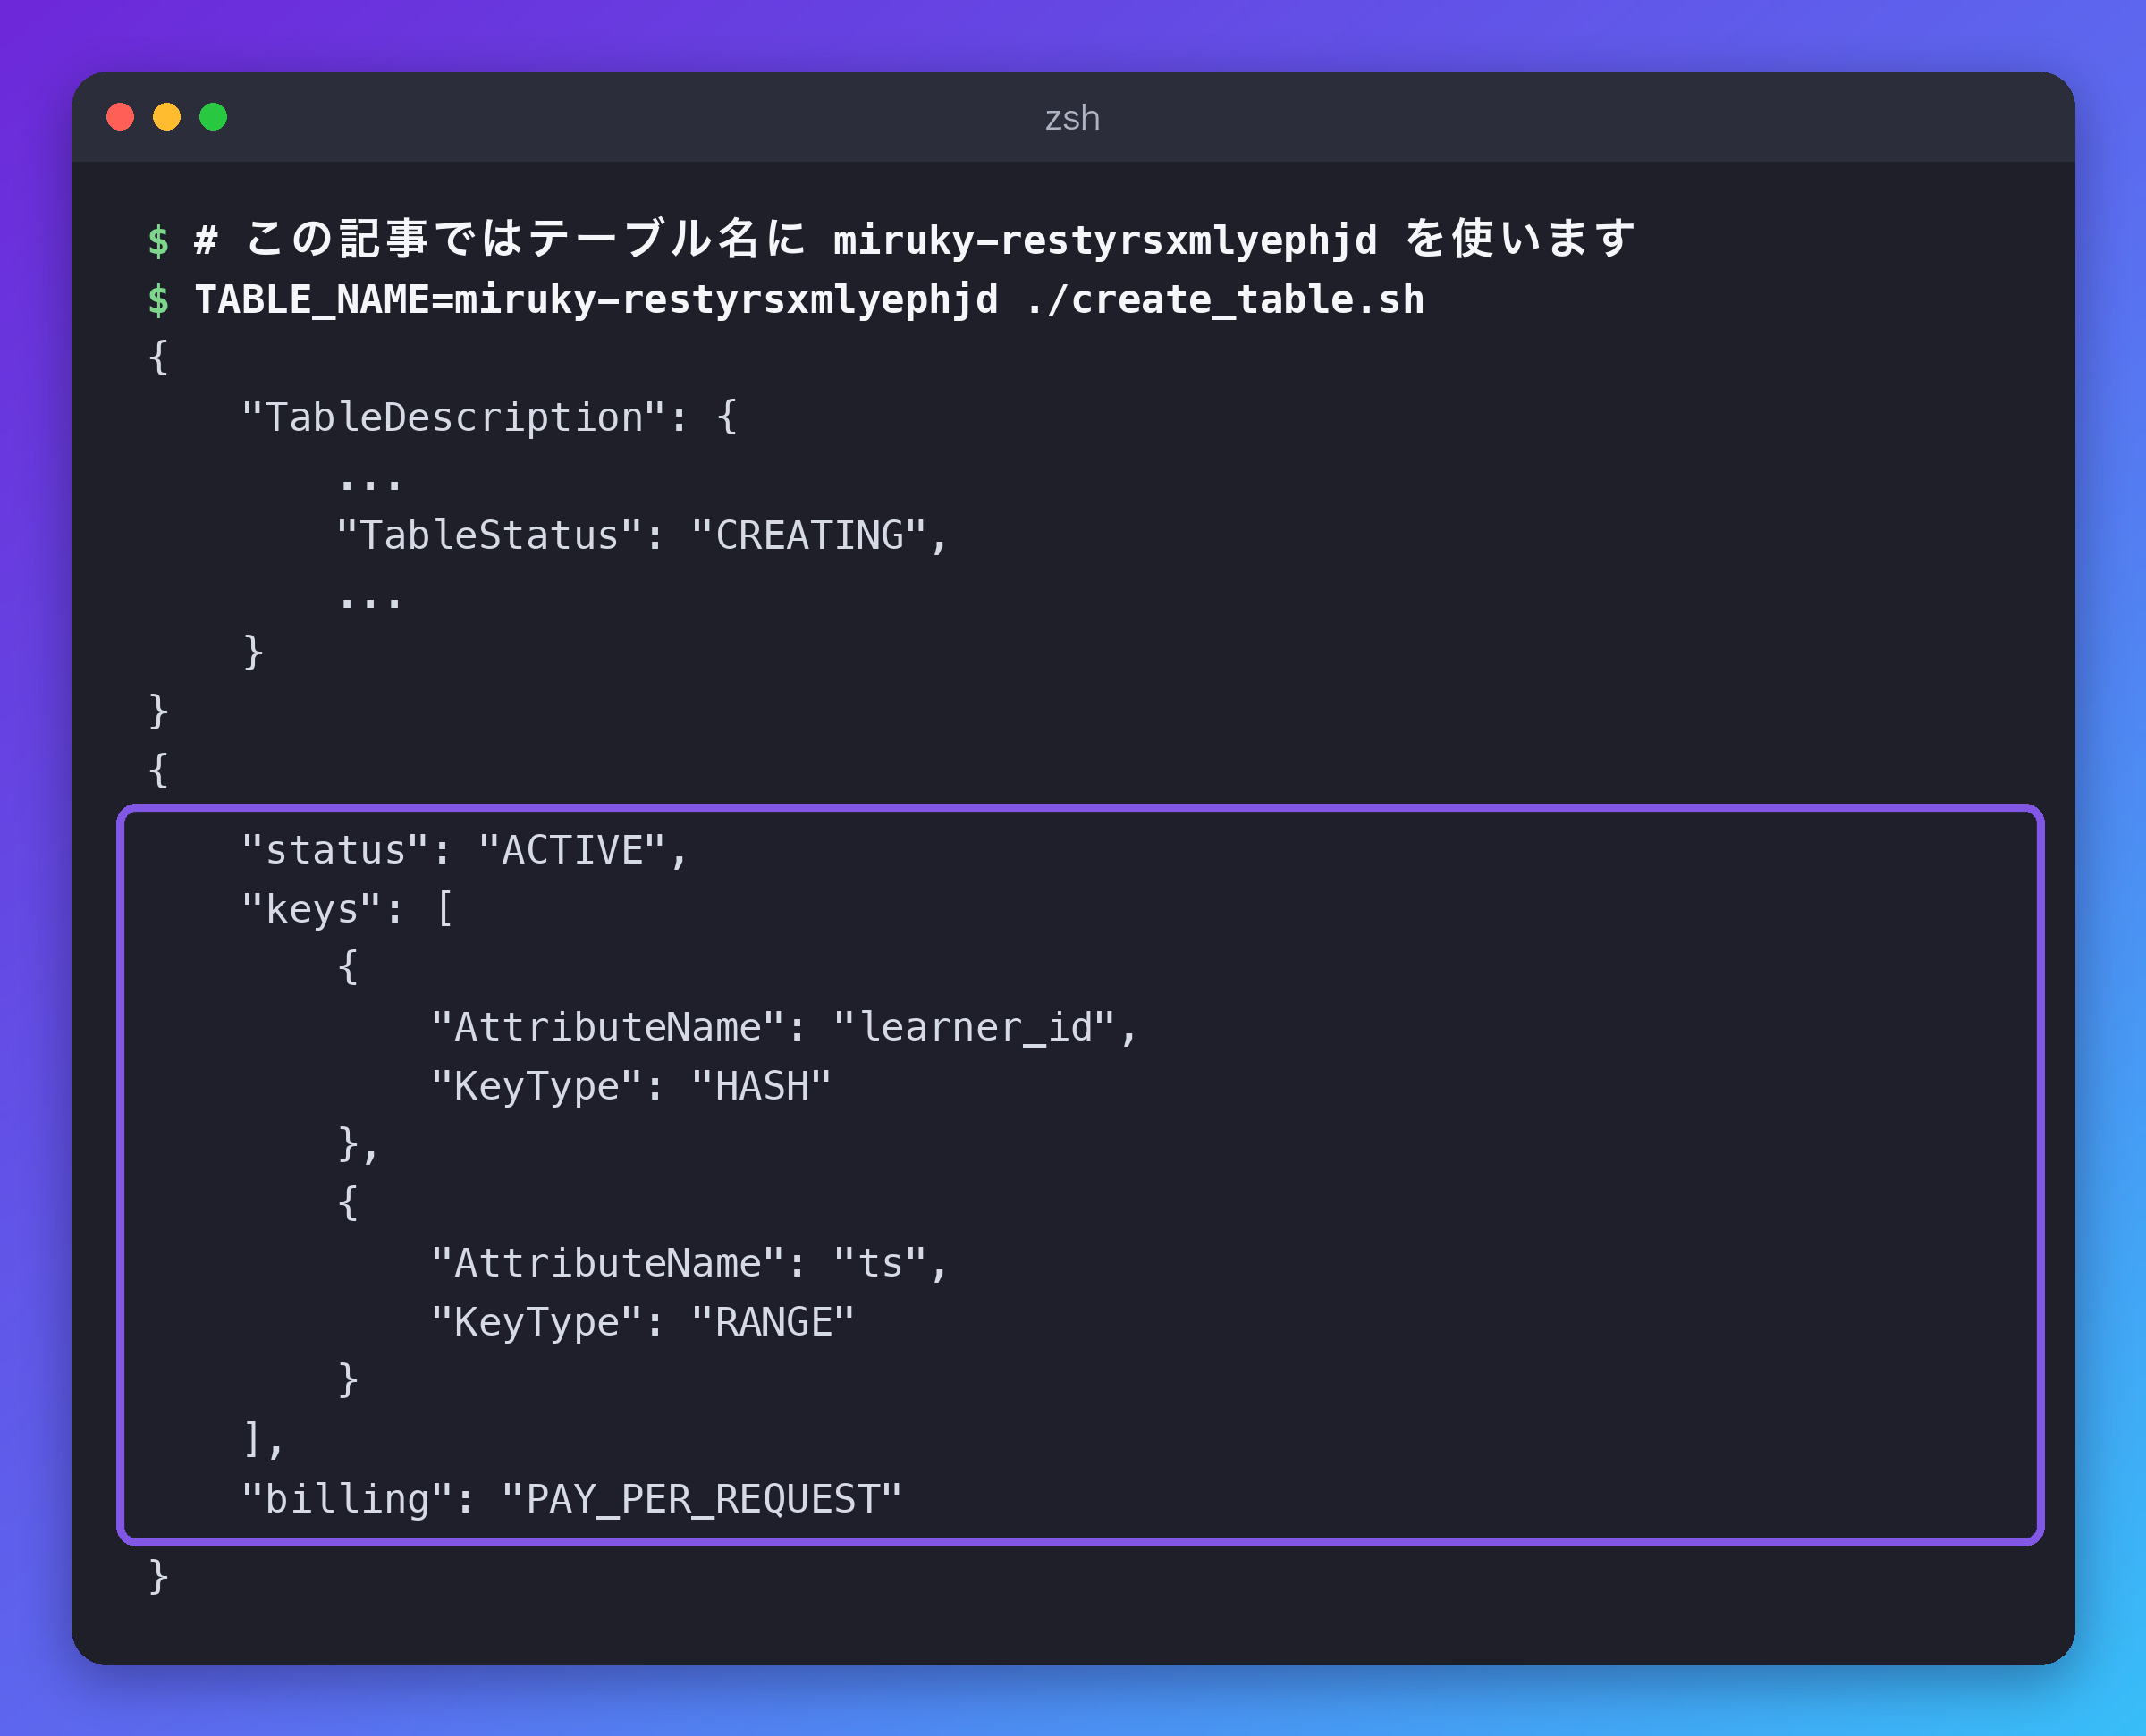 zsh
$ # この記事ではテーブル名に miruky-restyrsxmlyephjd を使います
$ TABLE_NAME=miruky-restyrsxmlyephjd ./create_table.sh
{
    "TableDescription": {
        ...
        "TableStatus": "CREATING",
        ...
    }
}
{
    "status": "ACTIVE",
    "keys": [
        {
            "AttributeName": "learner_id",
            "KeyType": "HASH"
        },
        {
            "AttributeName": "ts",
            "KeyType": "RANGE"
        }
    ],
    "billing": "PAY_PER_REQUEST"
}